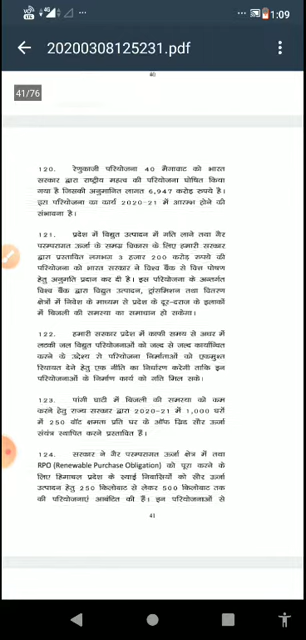 1:09
20200308125231.pdf
40
41/76
120. रेणुकाजी परियोजना 40 मैगावाट को भारत
सरकार द्वारा राष्ट्रीय महत्व की परियोजना घोषित किया
गया है जिसकी अनुमानित लागत 6,947 करोड़ रुपये है।
इस परियोजना का कार्य 2020-21 में आरम्भ होने की
संभावना है।
121. प्रदेश में विद्युत उत्पादन में गति लाने तथा गैर
परम्परागत ऊर्जा के समग्र विकास के लिए हमारी सरकार
द्वारा प्रस्तावित लगभग 3 हजार 200 करोड़ रुपये की
परियोजना को भारत सरकार ने विश्व बैंक से वित्त पोषण
हेतु अनुमति प्रदान कर दी है। इस परियोजना के अन्तर्गत
विश्व बैंक द्वारा विद्युत उत्पादन, ट्रांसमिशन तथा वितरण
क्षेत्रों में निवेश के माध्यम से प्रदेश के दूर-दराज के इलाकों
में बिजली की समस्या का समाधान हो सकेगा।
122. हमारी सरकार प्रदेश में काफी समय से अधर में
लटकी जल विद्युत परियोजनाओं को जल्द से जल्द कार्यान्वित
करने के उद्देश्य से परियोजना निर्माताओं को एकमुश्त
रियायत देने हेतु एक नीति का निर्धारण करेगी ताकि इन
परियोजनाओं के निर्माण कार्य को गति मिल सके।
123. पांगी घाटी में बिजली की समस्या को कम
करने हेतु राज्य सरकार द्वारा 2020-21 में 1,000 घरों
में 250 वॉट क्षमता प्रति घर के ऑफ ग्रिड सौर ऊर्जा
संयंत्र स्थापित करने प्रस्तावित हैं।
124. सरकार ने गैर परम्परागत ऊर्जा क्षेत्र में तथा
RPO (Renewable Purchase Obligation) को पूरा करने के
लिए हिमाचल प्रदेश के स्थाई निवासियों को सौर ऊर्जा
उत्पादन हेतु 250 किलोवाट से लेकर 500 किलोवाट तक
की परियोजनाएं आबंटित की हैं। इन परियोजनाओं से
41